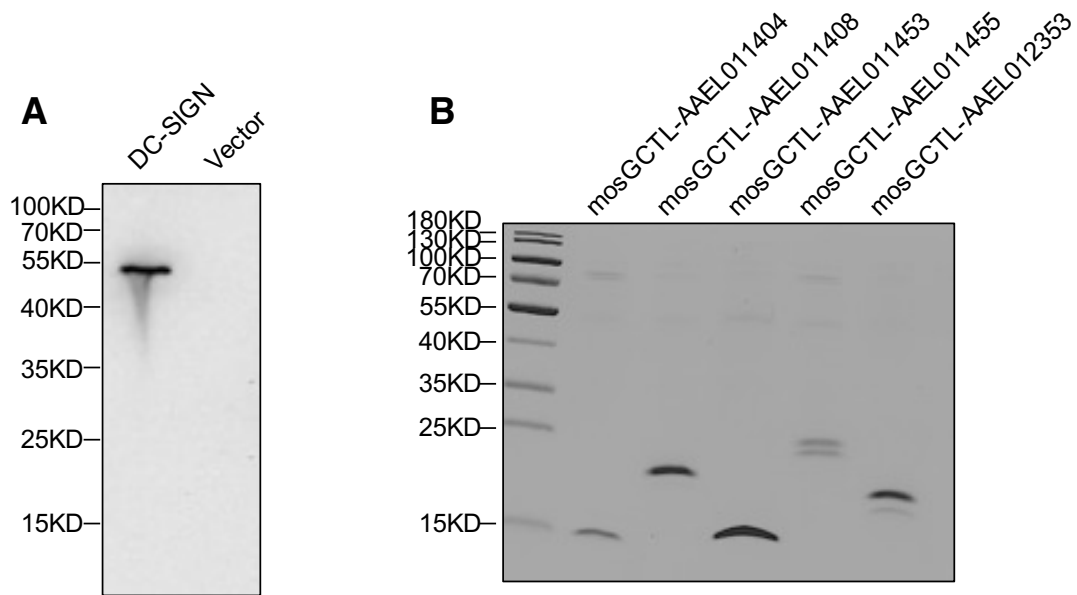 A
DC-SIGN
Vector
100KD
70KD
55KD
40KD
35KD
25KD
15KD
B
mosGCTL-AAEL011404
mosGCTL-AAEL011408
mosGCTL-AAEL011453
mosGCTL-AAEL011455
mosGCTL-AAEL012353
180KD
130KD
100KD
70KD
55KD
40KD
35KD
25KD
15KD